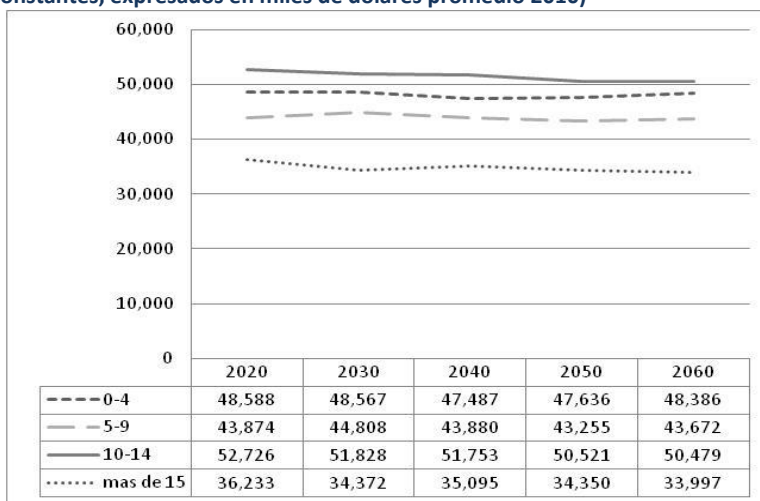 constantes, expresados en miles de dólares promedio 2010)
60,000
50,000
40,000
30,000
20,000
10,000
0
2020 2030 2040 2050 2060
0-4 48,588 48,567 47,487 47,636 48,386
5-9 43,874 44,808 43,880 43,255 43,672
10-14 52,726 51,828 51,753 50,521 50,479
mas de 15 36,233 34,372 35,095 34,350 33,997